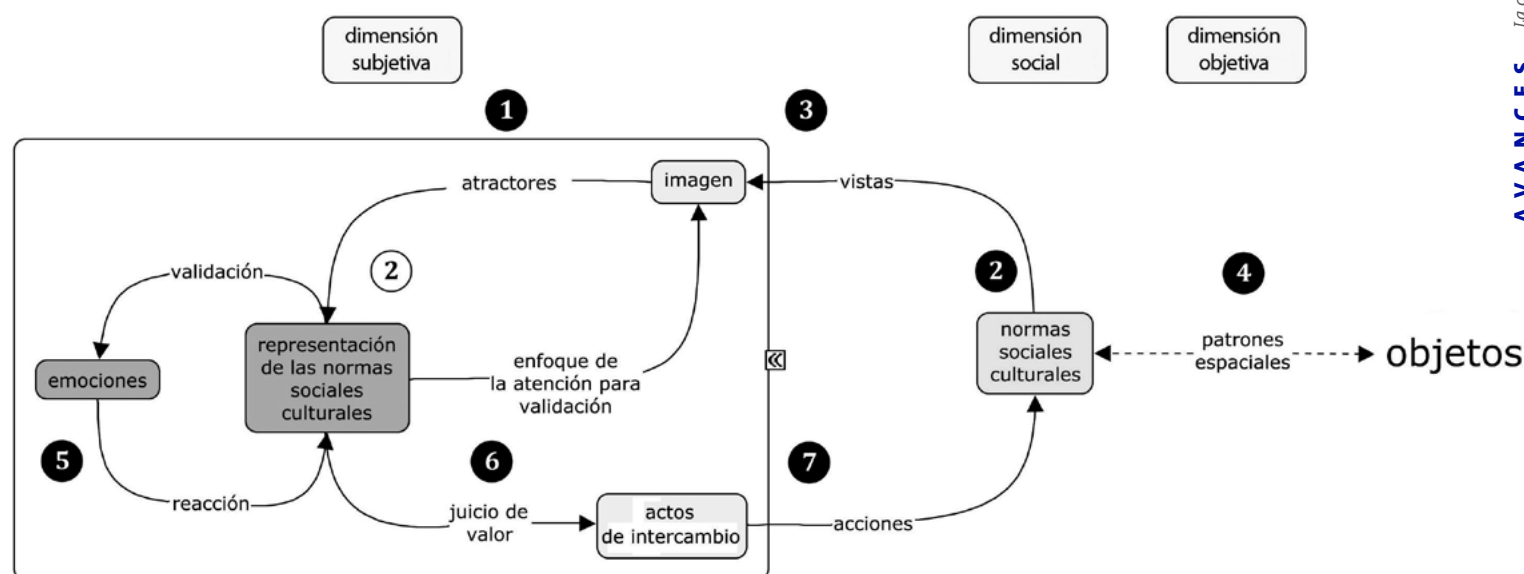 dimensión
subjetiva
dimensión
social
dimensión
objetiva
La
AVANCES
1
3
atractores
imagen
vistas
validación
2
2
4
representación
de las normas
sociales
culturales
emociones
enfoque de
la atención para
validación
normas
sociales
culturales
patrones
espaciales
objetos
5
6
7
reacción
juicio de
valor
actos
de intercambio
acciones